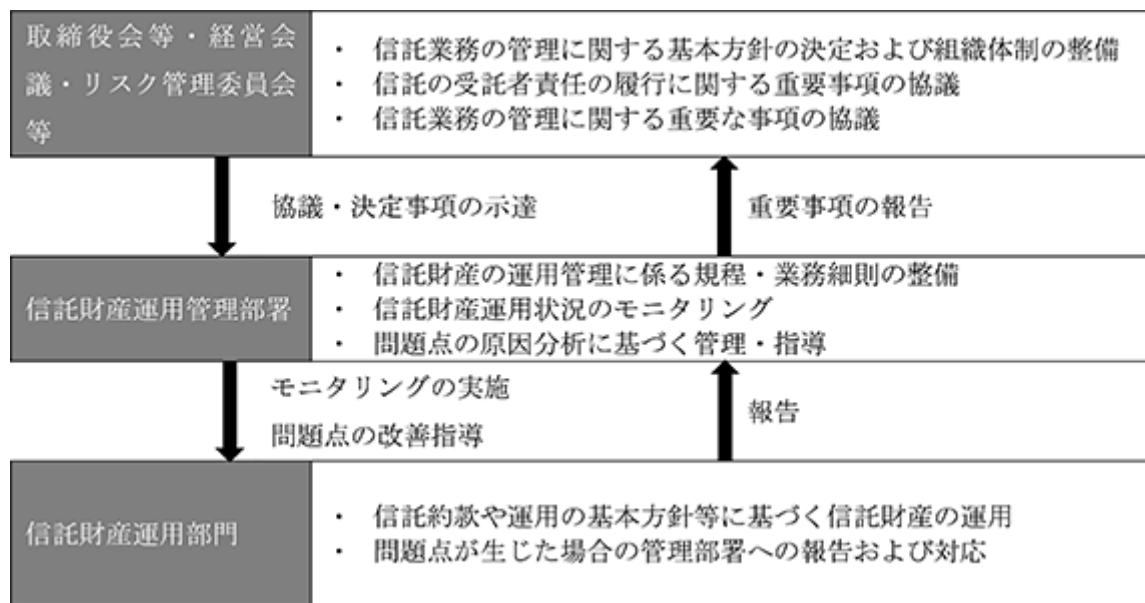 取締役会等・経営会
議・リスク管理委員会
等
・ 信託業務の管理に関する基本方針の決定および組織体制の整備
・ 信託の受託者責任の履行に関する重要事項の協議
・ 信託業務の管理に関する重要な事項の協議
協議・決定事項の示達
重要事項の報告
信託財産運用管理部署
・ 信託財産の運用管理に係る規程・業務細則の整備
・ 信託財産運用状況のモニタリング
・ 問題点の原因分析に基づく管理・指導
モニタリングの実施
問題点の改善指導
報告
信託財産運用部門
・ 信託約款や運用の基本方針等に基づく信託財産の運用
・ 問題点が生じた場合の管理部署への報告および対応